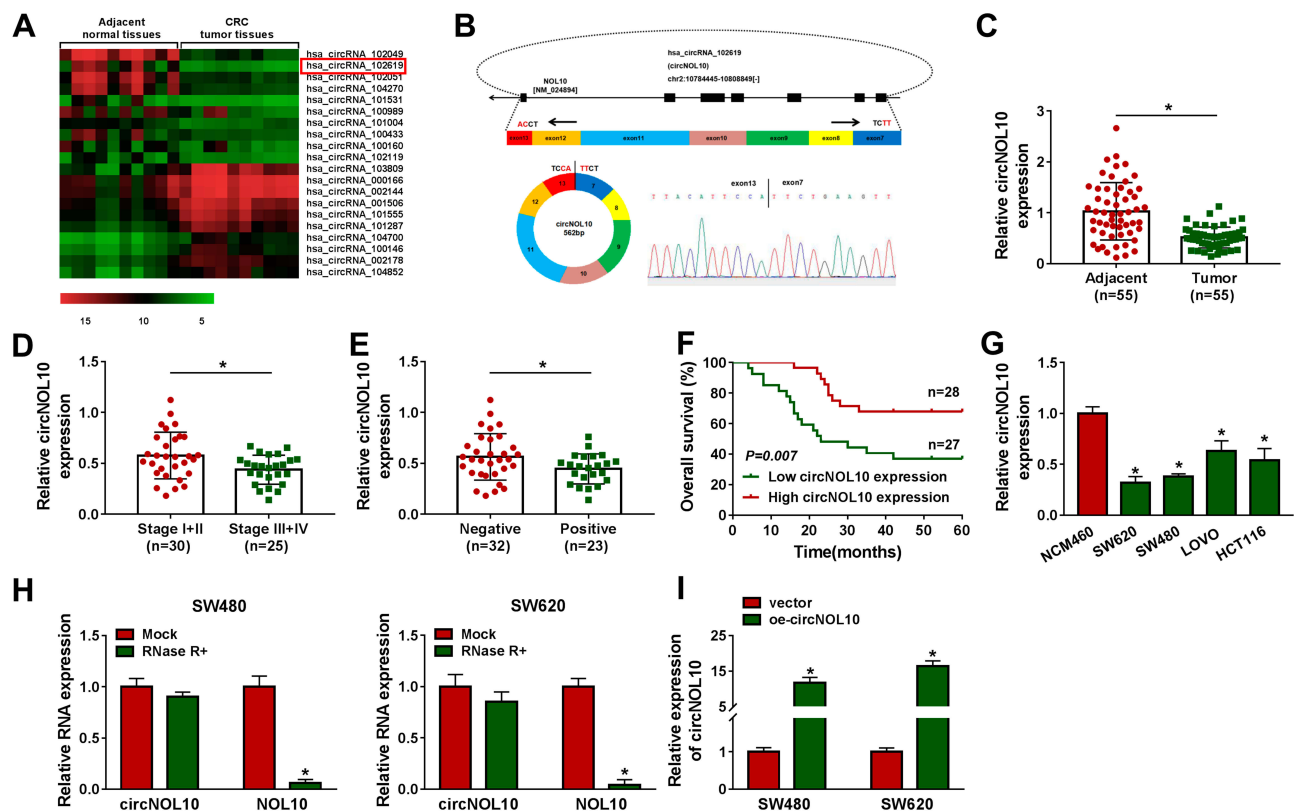 A
Adjacent normal tissues
CRC tumor tissues
hsa_circRNA_102049
hsa_circRNA_102619
hsa_circRNA_102051
hsa_circRNA_104270
hsa_circRNA_101531
hsa_circRNA_100989
hsa_circRNA_101004
hsa_circRNA_100433
hsa_circRNA_100160
hsa_circRNA_102119
hsa_circRNA_103809
hsa_circRNA_000166
hsa_circRNA_002144
hsa_circRNA_001506
hsa_circRNA_101555
hsa_circRNA_101287
hsa_circRNA_104700
hsa_circRNA_100146
hsa_circRNA_002178
hsa_circRNA_104852
15 10 5
B
hsa_circRNA_102619
(circNOL10)
chr2:10784445-10808849[-]
NOL10
[NM_024894]
ACCT
TCTT
exon13 exon12 exon11 exon10 exon9 exon8 exon7
TCCA TTCT
13 7
12 8
11 9
10
circNOL10
562bp
exon13 exon7
T T A C A T T C C A T T C T G A A G T T
C
Relative circNOL10
expression
3
2
1
0
*
Adjacent
(n=55)
Tumor
(n=55)
D
Relative circNOL10
expression
1.5
1.0
0.5
0.0
*
Stage I+II
(n=30)
Stage III+IV
(n=25)
E
Relative circNOL10
expression
1.5
1.0
0.5
0.0
*
Negative
(n=32)
Positive
(n=23)
F
Overall survival (%)
100
80
60
40
20
0
n=28
n=27
P=0.007
Low circNOL10 expression
High circNOL10 expression
0 10 20 30 40 50 60
Time(months)
G
Relative circNOL10
expression
1.5
1.0
0.5
0.0
* * * *
NCM460 SW620 SW480 LOVO HCT116
H
SW480
Relative RNA expression
1.5
1.0
0.5
0.0
Mock
RNase R+
*
circNOL10 NOL10
SW620
Relative RNA expression
1.5
1.0
0.5
0.0
Mock
RNase R+
*
circNOL10 NOL10
I
vector
oe-circNOL10
Relative expression
of circNOL10
25
15
5
1
0
* *
SW480 SW620